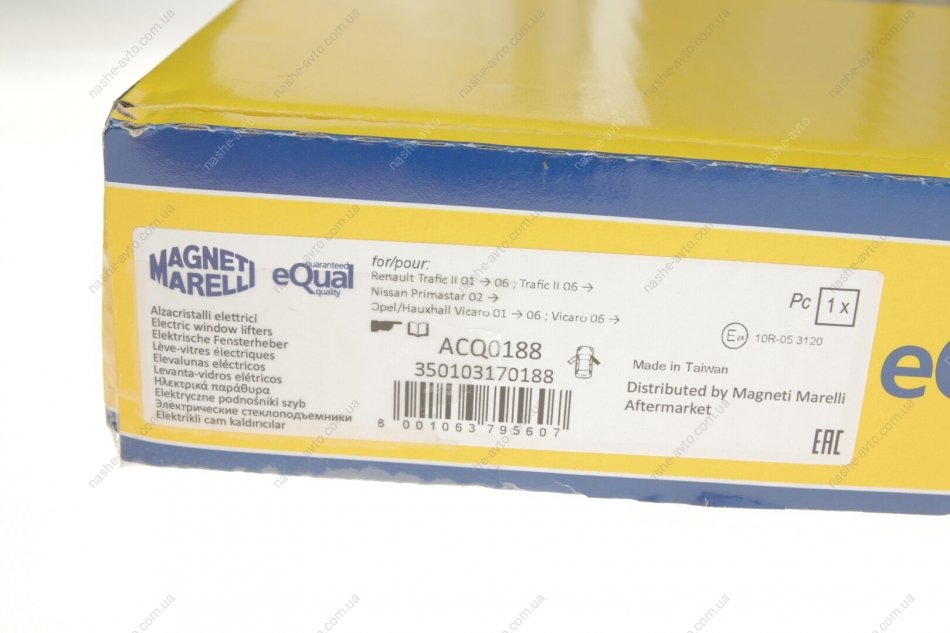 MAGNETI
MARELLI
guaranteed
eQual
quality
for/pour:
Renault Trafic II 01 → 06 ; Trafic II 06 →
Nissan Primastar 02 →
Opel/Hauxhall Vicaro 01 → 06 ; Vicaro 06 →
Alzacristalli elettrici
Electric window lifters
Elektrische Fensterheber
Lève-vitres électriques
Elevalunas eléctricos
Levanta-vidros elétricos
Ηλεκτρικά παράθυρα
Elektryczne podnośniki szyb
Электрические стеклоподъемники
Elektrikli cam kaldırıcılar
ACQ0188
350103170188
8 001063 795607
Pc 1 x
E24 10R-05 3120
Made in Taiwan
Distributed by Magneti Marelli
Aftermarket
EAC
eQ
nashe-avto.com.ua